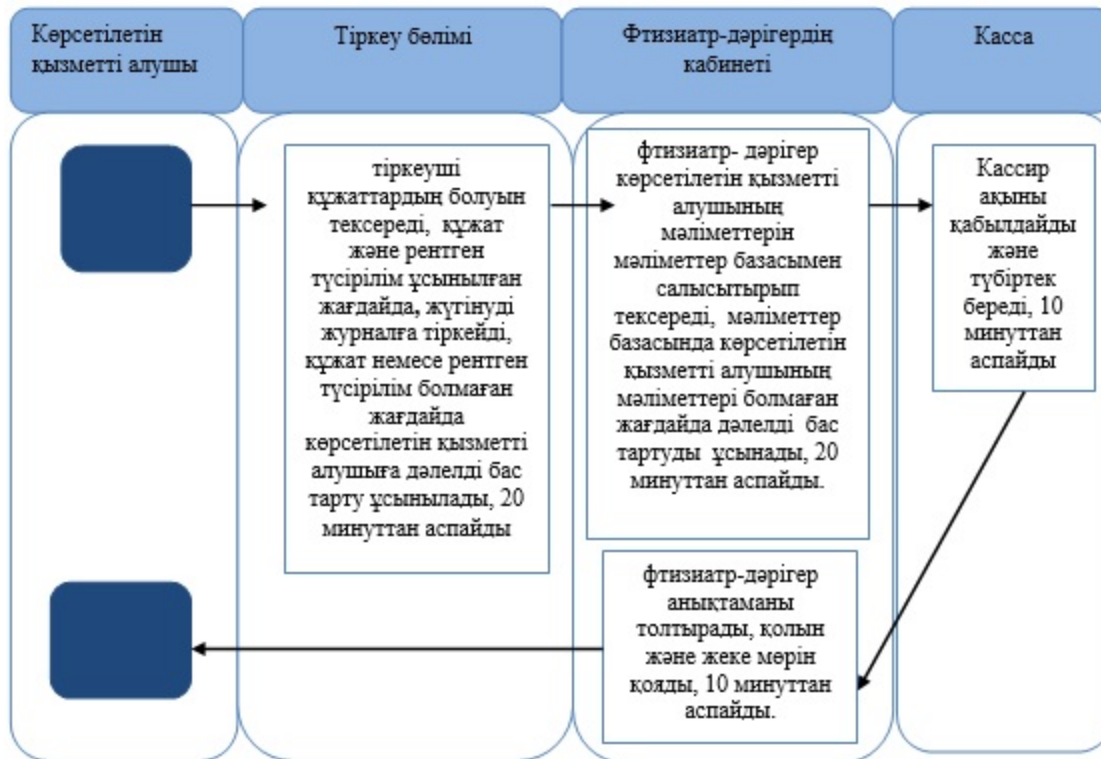 Көрсетілетін
қызметті алушы
Тіркеу бөлімі
Фтизиатр-дәрігердің
кабинеті
Касса
тіркеуші
құжаттардың болуын
тексереді, құжат
және рентген
түсірілім ұсынылған
жағдайда, жүгінуді
журналға тіркейді,
құжат немесе рентген
түсірілім болмаған
жағдайда
көрсетілетін қызметті
алушыға дәлелді бас
тарту ұсынылады, 20
минуттан аспайды
фтизиатр- дәрігер
көрсетілетін қызметті
алушының
мәліметтерін
мәліметтер базасымен
салысытырып
тексереді, мәліметтер
базасында көрсетілетін
қызметті алушының
мәліметтері болмаған
жағдайда дәлелді бас
тартуды ұсынады, 20
минуттан аспайды.
Кассир
ақыны
қабылдайды
және
түбіртек
береді, 10
минуттан
аспайды
фтизиатр-дәрігер
анықтаманы
толтырады, қолын
және жеке мөрін
қояды, 10 минуттан
аспайды.